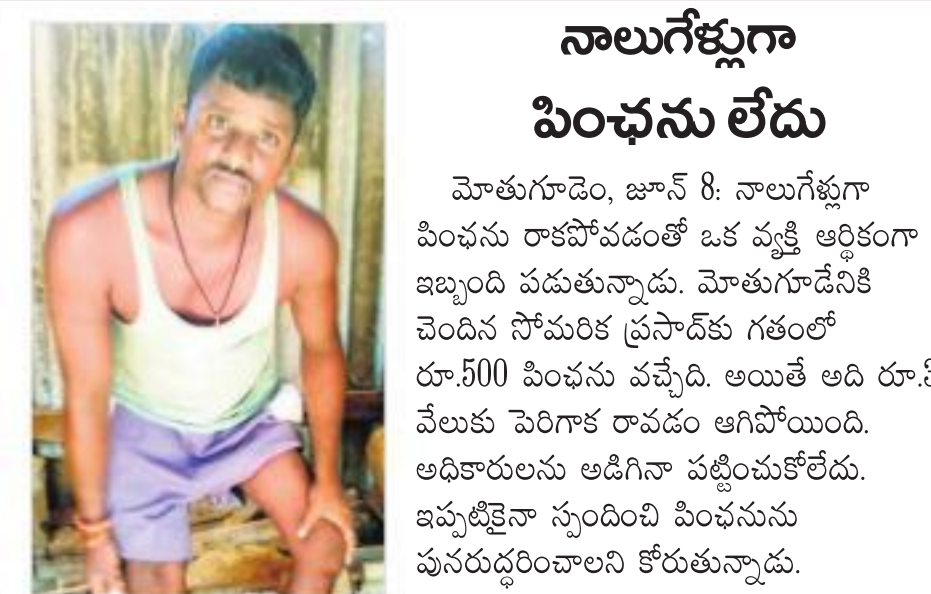 నాలుగేళ్లుగా
పింఛను లేదు
మోతుగూడెం, జూన్ 8: నాలుగేళ్లుగా
పింఛను రాకపోవడంతో ఒక వ్యక్తి ఆర్థికంగా
ఇబ్బంది పడుతున్నాడు. మోతుగూడేనికి
చెందిన సోమరిక ప్రసాద్‌కు గతంలో
రూ.500 పింఛను వచ్చేది. అయితే అది రూ.
వేలుకు పెరిగాక రావడం ఆగిపోయింది.
అధికారులను అడిగినా పట్టించుకోలేదు.
ఇప్పటికైనా స్పందించి పింఛనును
పునరుద్ధరించాలని కోరుతున్నాడు.